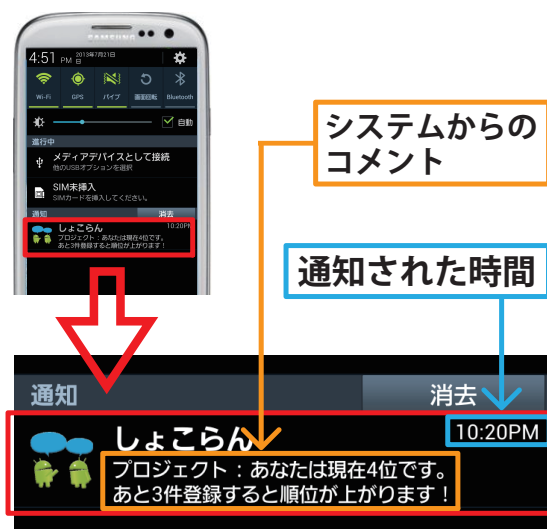 SAMSUNG
4:51 PM 2013年7月21日
日
Wi-Fi GPS バイブ 画面回転 Bluetooth
自動
進行中
メディアデバイスとして接続
他のUSBオプションを選択
SIM未挿入
SIMカードを挿入してください。
通知 消去
しょこらん 10:20PM
プロジェクト：あなたは現在4位です。
あと3件登録すると順位が上がります！
システムからの
コメント
通知された時間
通知 消去
しょこらん 10:20PM
プロジェクト：あなたは現在4位です。
あと3件登録すると順位が上がります！